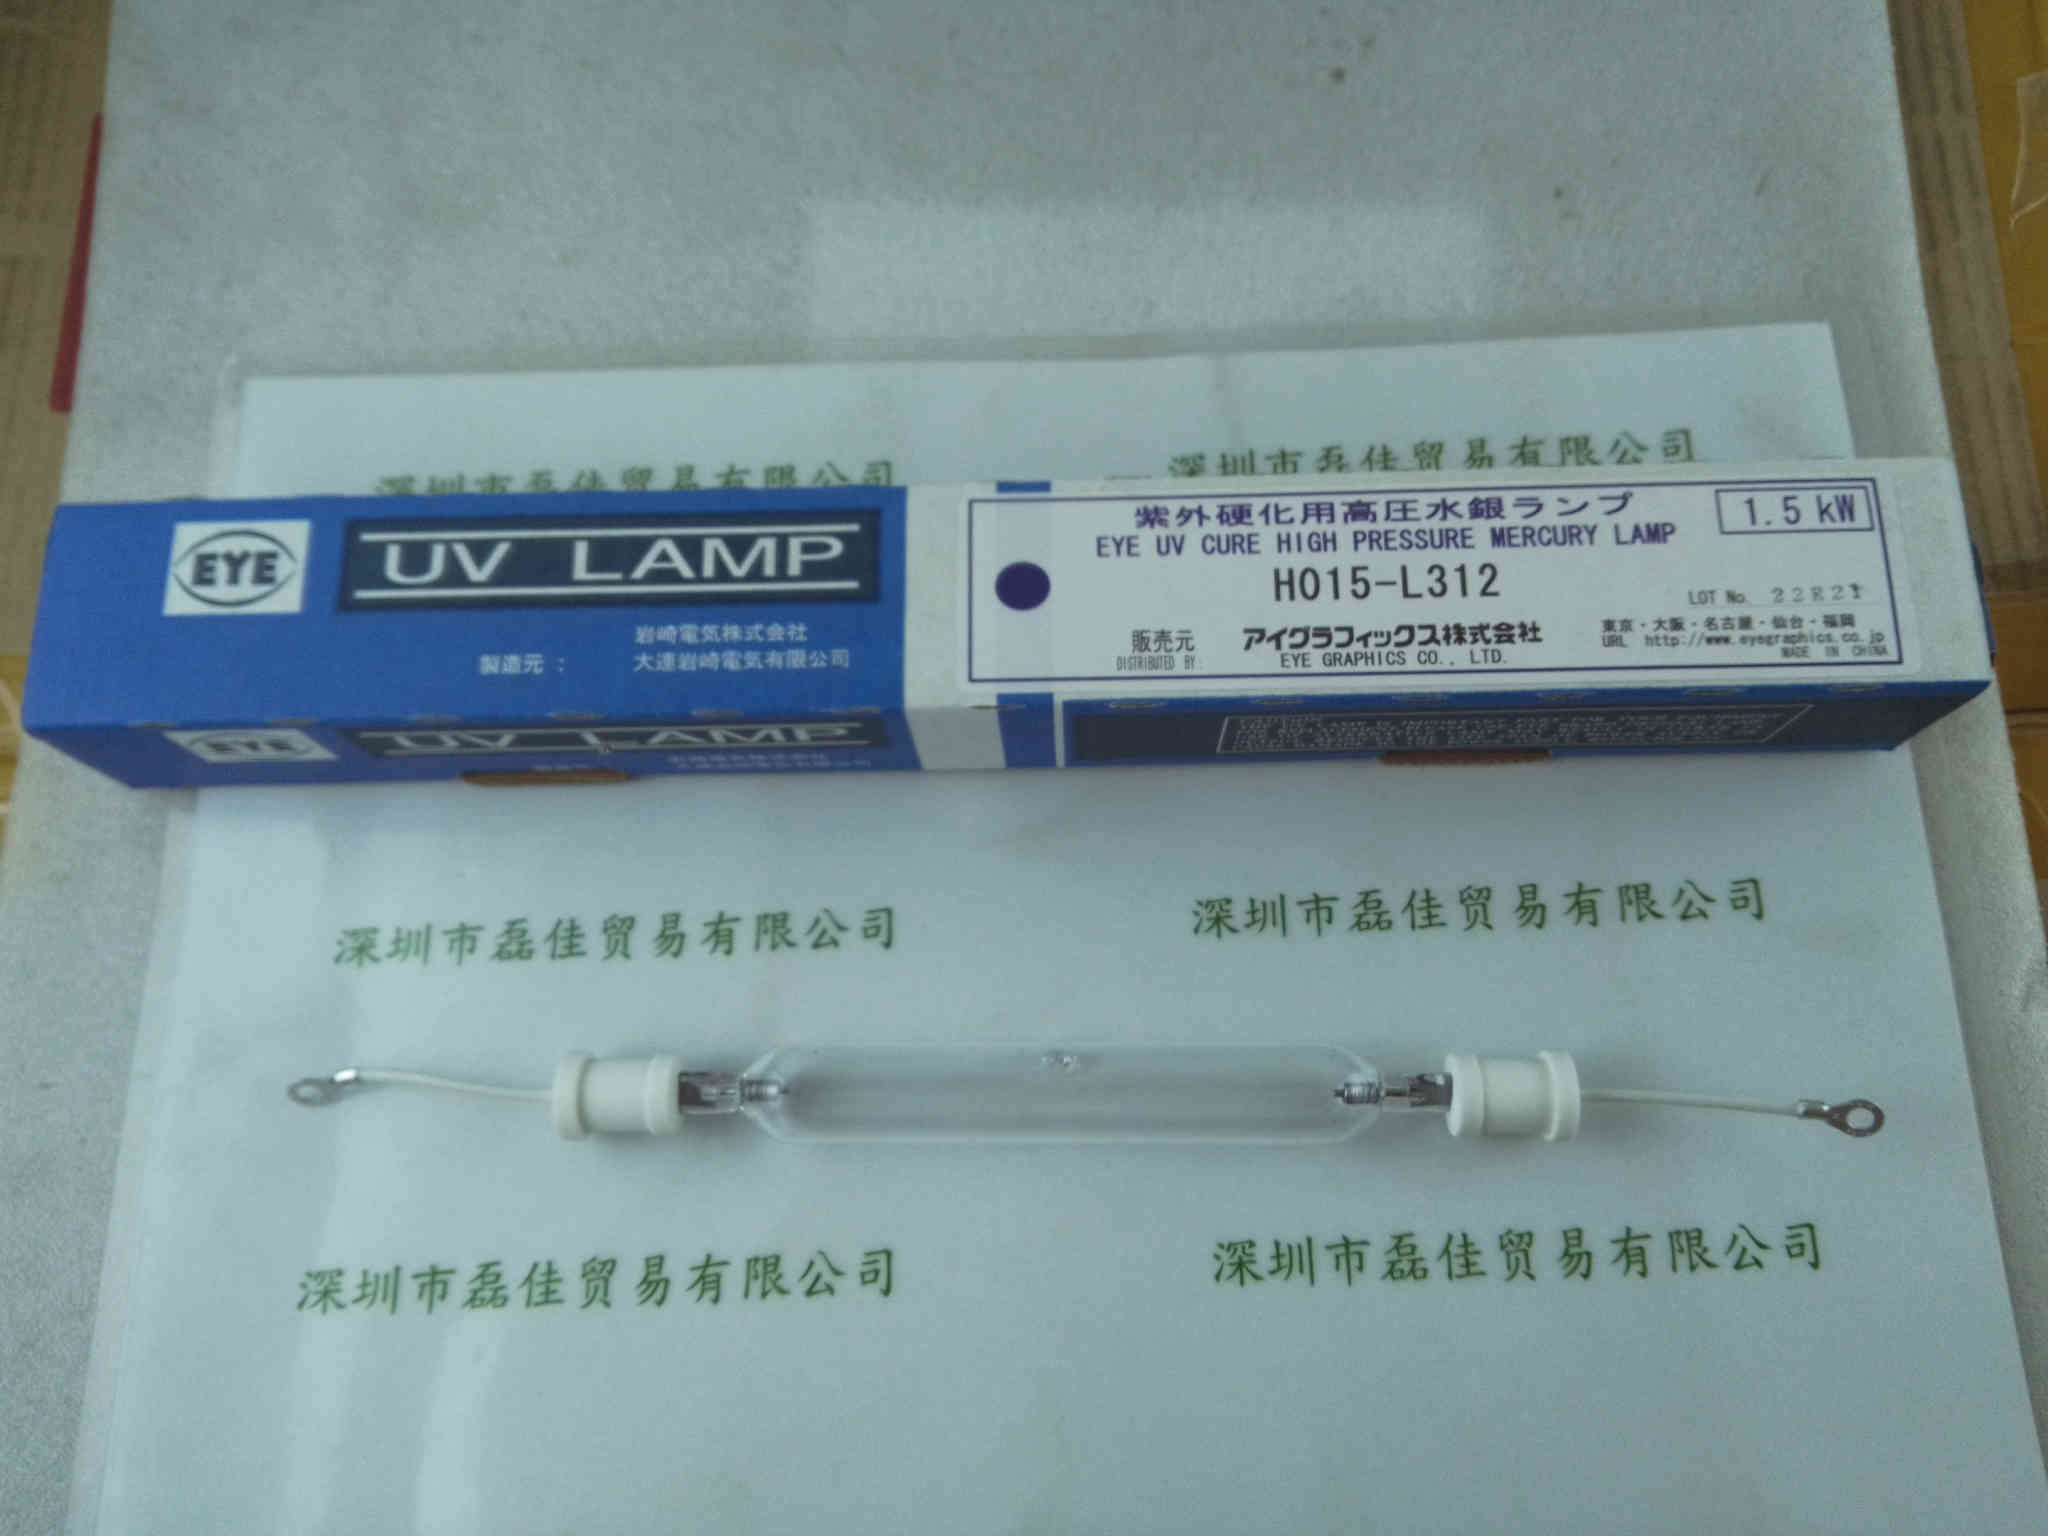 深圳市磊佳贸易有限公司
深圳市磊佳贸易有限公司
EYE
UV LAMP
岩崎電気株式会社
製造元： 大連岩崎電気有限公司
紫外硬化用高圧水銀ランプ
1.5 kW
EYE UV CURE HIGH PRESSURE MERCURY LAMP
HO15-L312
LOT No.
販売元 アイグラフィックス株式会社
DISTRIBUTED BY: EYE GRAPHICS CO., LTD.
東京・大阪・名古屋・仙台・福岡
URL http://www.eyegraphics.co.jp
MADE IN CHINA
EYE
UV LAMP
深圳市磊佳贸易有限公司
深圳市磊佳贸易有限公司
深圳市磊佳贸易有限公司
深圳市磊佳贸易有限公司